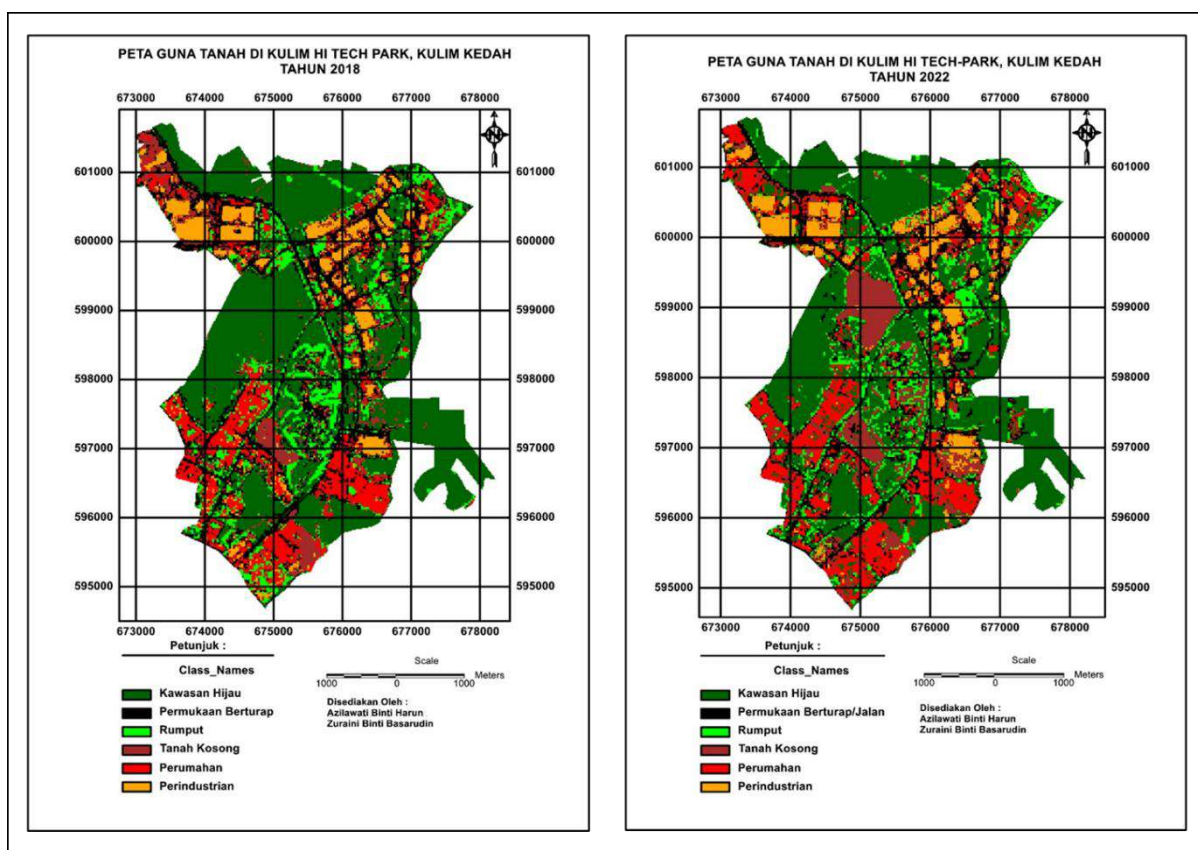 PETA GUNA TANAH DI KULIM HI TECH PARK, KULIM KEDAH
TAHUN 2018
673000 674000 675000 676000 677000 678000
N
601000 601000
600000 600000
599000 599000
598000 598000
597000 597000
596000 596000
595000 595000
673000 674000 675000 676000 677000 678000
Petunjuk :
Class_Names
Kawasan Hijau
Permukaan Berturap
Rumput
Tanah Kosong
Perumahan
Perindustrian
Scale
1000 0 1000 Meters
Disediakan Oleh :
Azilawati Binti Harun
Zuraini Binti Basarudin
PETA GUNA TANAH DI KULIM HI TECH-PARK, KULIM KEDAH
TAHUN 2022
673000 674000 675000 676000 677000 678000
N
601000 601000
600000 600000
599000 599000
598000 598000
597000 597000
596000 596000
595000 595000
673000 674000 675000 676000 677000 678000
Petunjuk :
Class_Names
Kawasan Hijau
Permukaan Berturap/Jalan
Rumput
Tanah Kosong
Perumahan
Perindustrian
Scale
1000 0 1000 Meters
Disediakan Oleh :
Azilawati Binti Harun
Zuraini Binti Basarudin